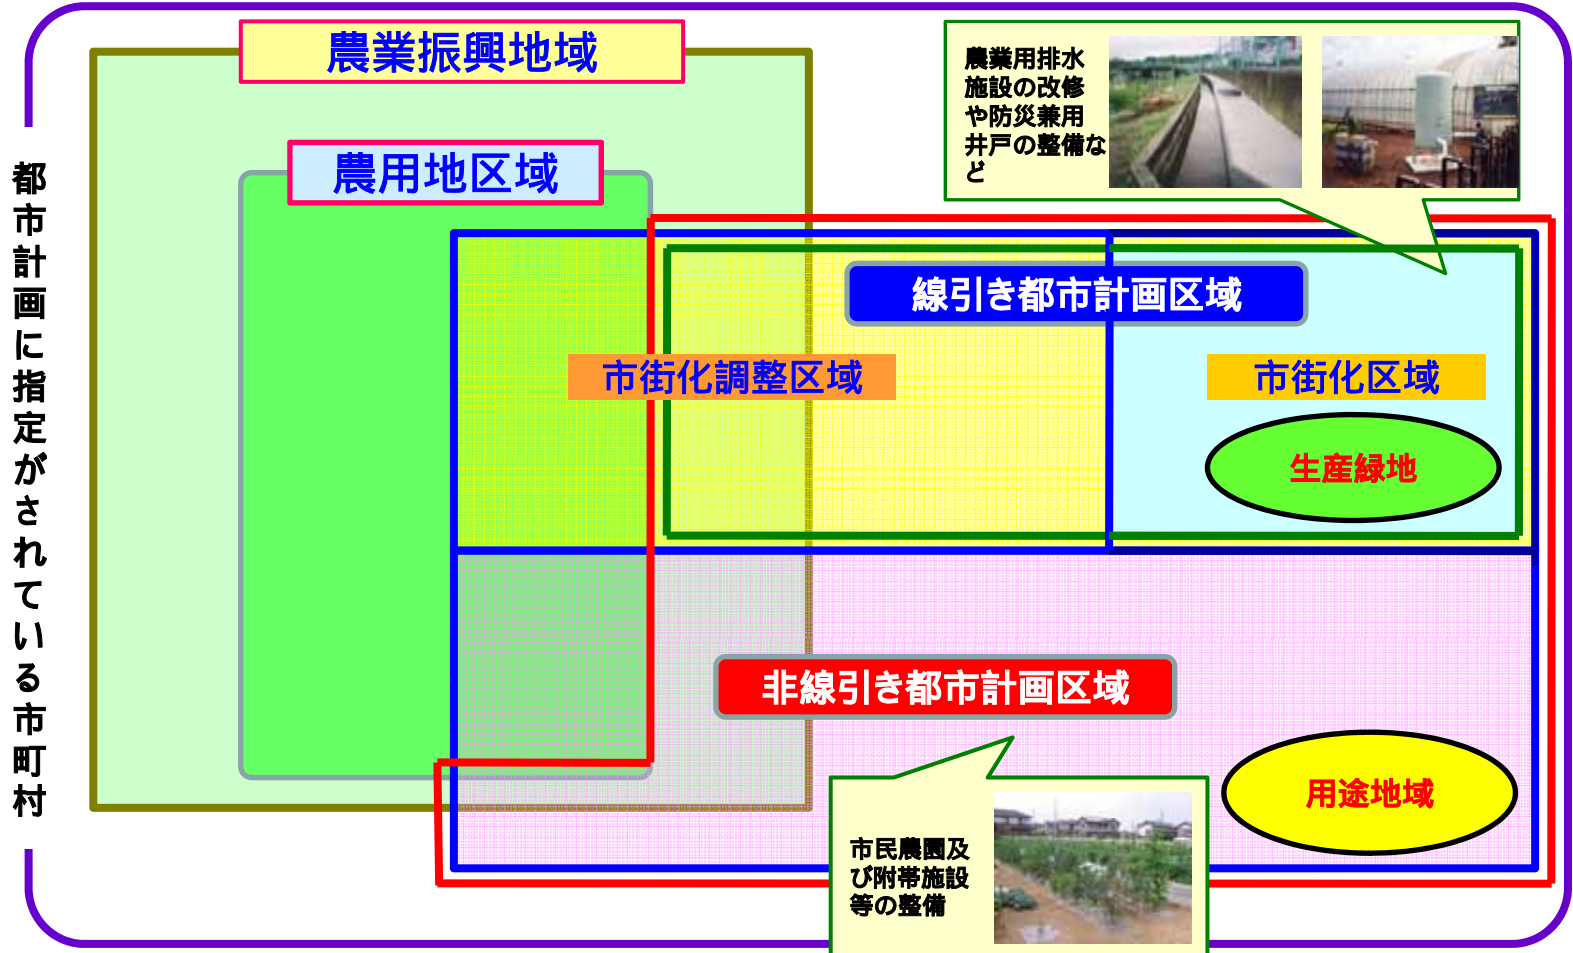 農業振興地域
農用地区域
農業用排水
施設の改修
や防災兼用
井戸の整備な
ど
都市計画に指定がされている市町村
線引き都市計画区域
市街化調整区域
市街化区域
生産緑地
非線引き都市計画区域
用途地域
市民農園及
び附帯施設
等の整備